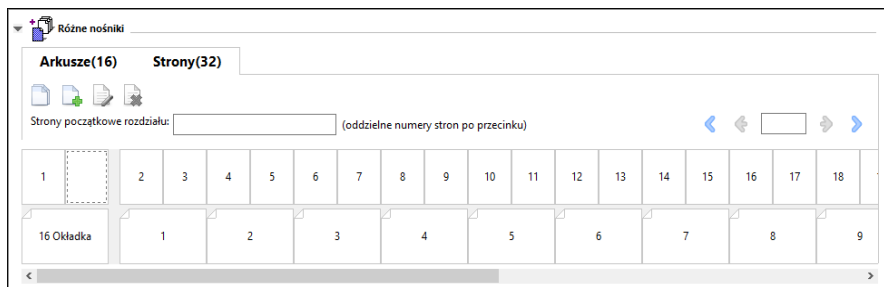 Różne nośniki
Arkusze(16) Strony(32)
Strony początkowe rozdziału: (oddzielne numery stron po przecinku)
1 2 3 4 5 6 7 8 9 10 11 12 13 14 15 16 17 18
16 Okładka 1 2 3 4 5 6 7 8 9